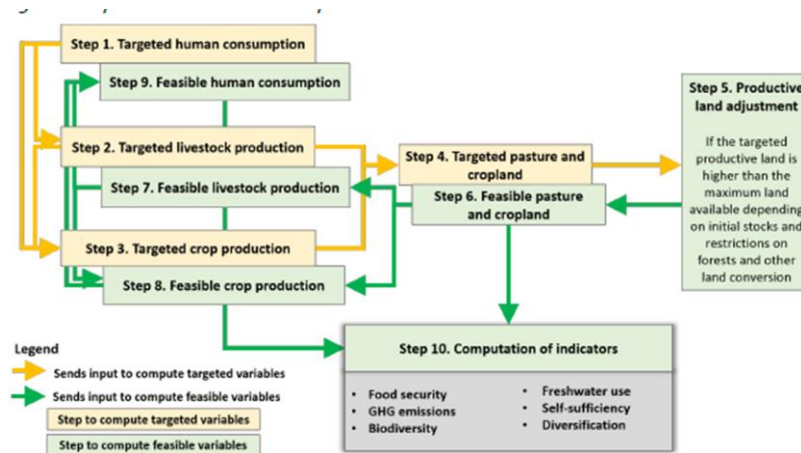 Step 1. Targeted human consumption
Step 9. Feasible human consumption
Step 2. Targeted livestock production
Step 7. Feasible livestock production
Step 3. Targeted crop production
Step 8. Feasible crop production
Step 4. Targeted pasture and
cropland
Step 6. Feasible pasture
and cropland
Step 5. Productive
land adjustment
If the targeted
productive land is
higher than the
maximum land
available depending
on initial stocks and
restrictions on
forests and other
land conversion
Step 10. Computation of indicators
• Food security
• GHG emissions
• Biodiversity
• Freshwater use
• Self-sufficiency
• Diversification
Legend
Sends input to compute targeted variables
Sends input to compute feasible variables
Step to compute targeted variables
Step to compute feasible variables